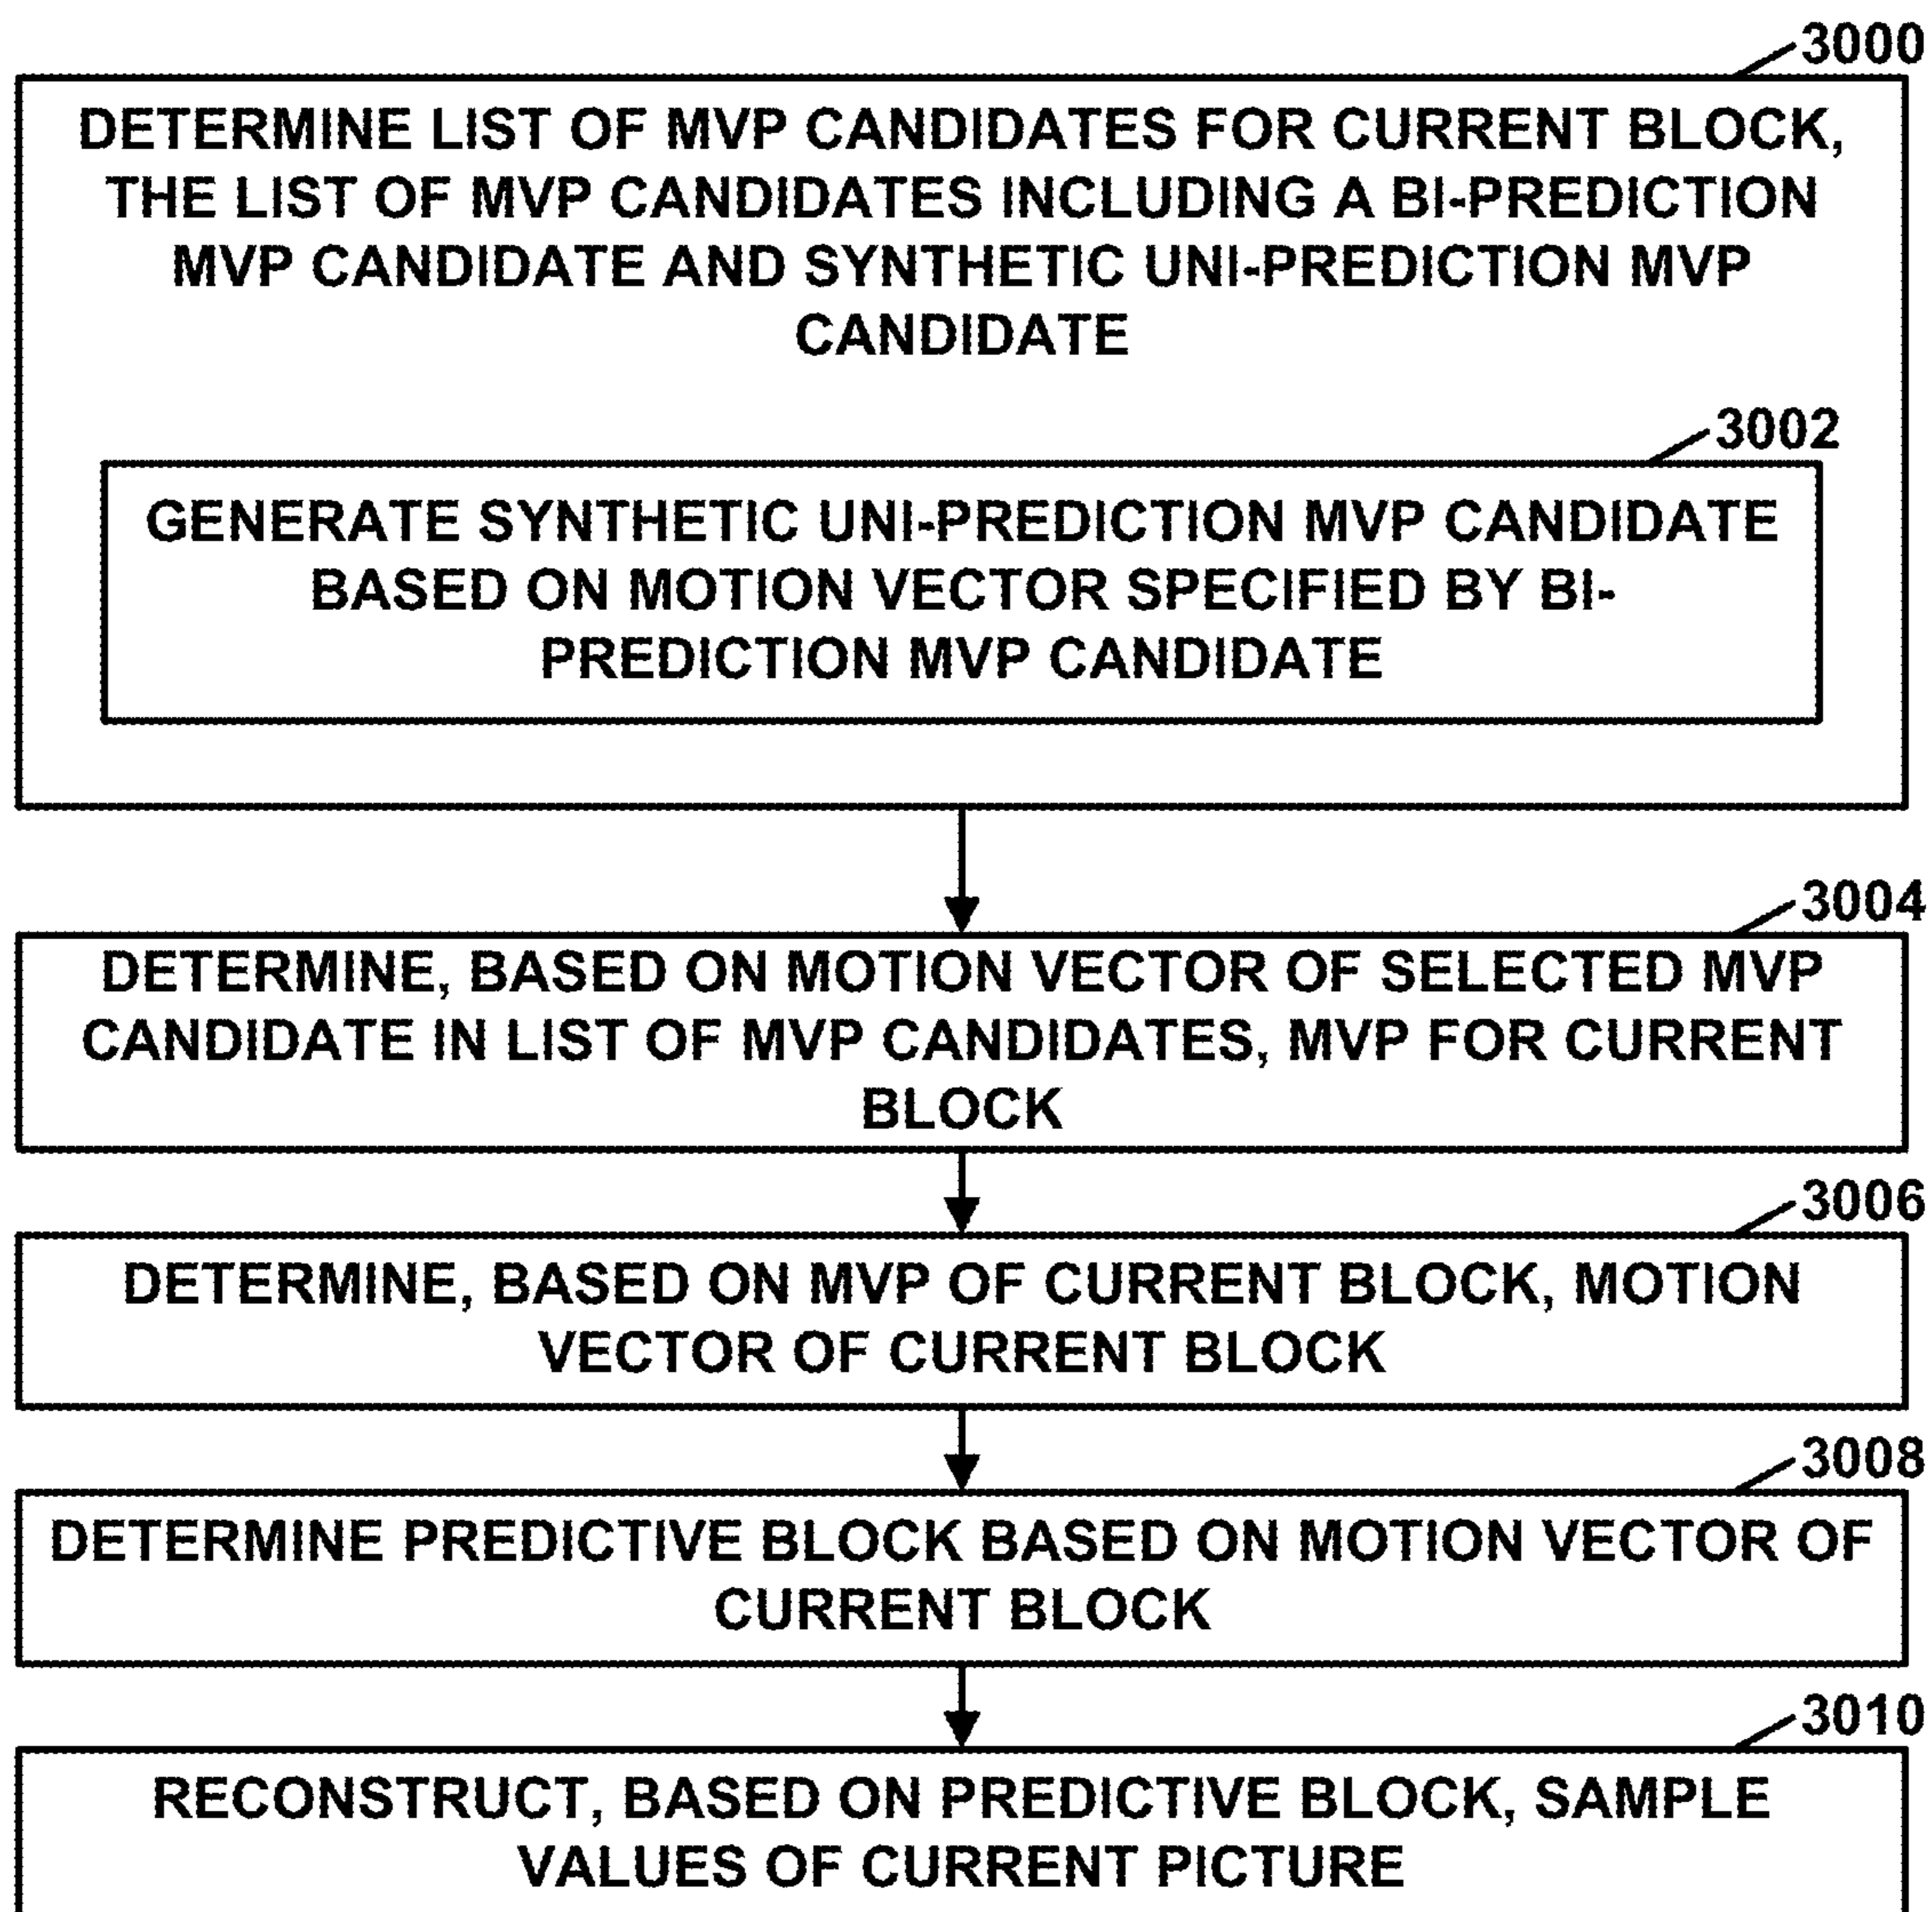 3000
DETERMINE LIST OF MVP CANDIDATES FOR CURRENT BLOCK,
THE LIST OF MVP CANDIDATES INCLUDING A BI-PREDICTION
MVP CANDIDATE AND SYNTHETIC UNI-PREDICTION MVP
CANDIDATE
3002
GENERATE SYNTHETIC UNI-PREDICTION MVP CANDIDATE
BASED ON MOTION VECTOR SPECIFIED BY BI-
PREDICTION MVP CANDIDATE
3004
DETERMINE, BASED ON MOTION VECTOR OF SELECTED MVP
CANDIDATE IN LIST OF MVP CANDIDATES, MVP FOR CURRENT
BLOCK
3006
DETERMINE, BASED ON MVP OF CURRENT BLOCK, MOTION
VECTOR OF CURRENT BLOCK
3008
DETERMINE PREDICTIVE BLOCK BASED ON MOTION VECTOR OF
CURRENT BLOCK
3010
RECONSTRUCT, BASED ON PREDICTIVE BLOCK, SAMPLE
VALUES OF CURRENT PICTURE